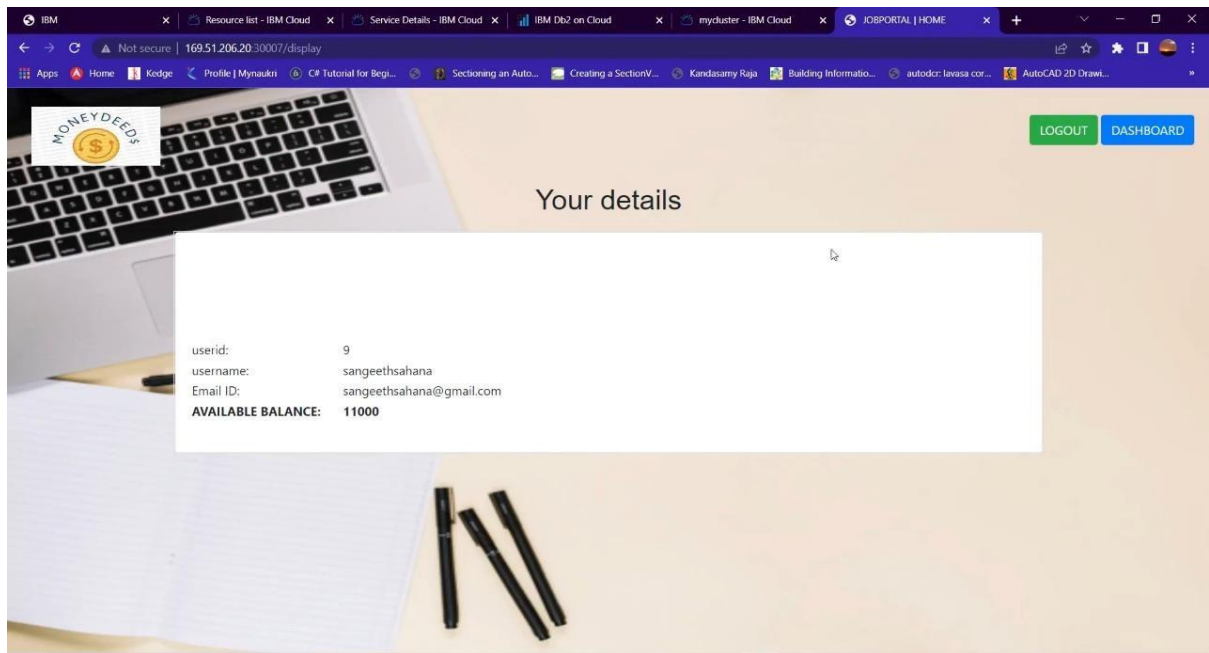 IBM
Resource list - IBM Cloud
Service Details - IBM Cloud
IBM Db2 on Cloud
mycluster - IBM Cloud
JOBPORTAL | HOME
Not secure | 169.51.206.20:30007/display
Apps
Home
Kedge
Profile | Mynaukri
C# Tutorial for Begi...
Sectioning an Auto...
Creating a SectionV...
Kandasamy Raja
Building Informatio...
autodcr: lavasa cor...
AutoCAD 2D Drawi...
»
MONEYDEEDS
$
LOGOUT
DASHBOARD
Your details
userid: 9
username: sangeethsahana
Email ID: sangeethsahana@gmail.com
AVAILABLE BALANCE: 11000